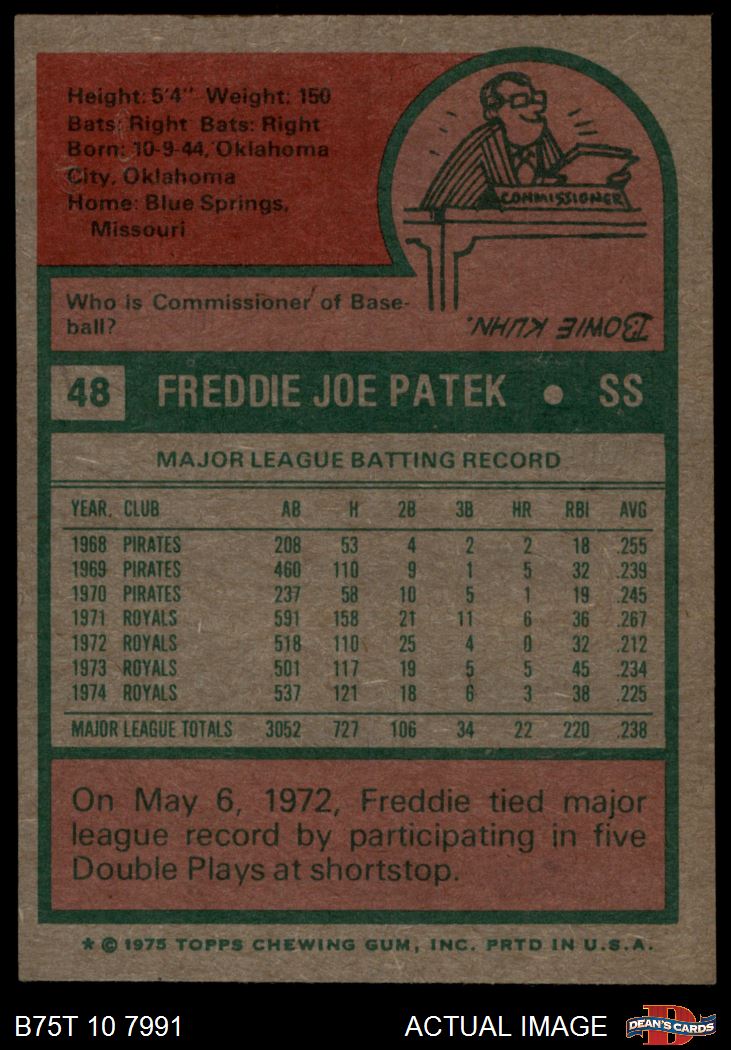 Height: 5'4" Weight: 150
Bats: Right Bats: Right
Born: 10-9-44, Oklahoma
City, Oklahoma
Home: Blue Springs,
Missouri
COMMISSIONER
Who is Commissioner of Base-
ball?
BOWIE KUHN.
48 FREDDIE JOE PATEK • SS
MAJOR LEAGUE BATTING RECORD
YEAR. CLUB AB H 2B 3B HR RBI AVG
1968 PIRATES 208 53 4 2 2 18 .255
1969 PIRATES 460 110 9 1 5 32 .239
1970 PIRATES 237 58 10 5 1 19 .245
1971 ROYALS 591 158 21 11 6 36 .267
1972 ROYALS 518 110 25 4 0 32 .212
1973 ROYALS 501 117 19 5 5 45 .234
1974 ROYALS 537 121 18 6 3 38 .225
MAJOR LEAGUE TOTALS 3052 727 106 34 22 220 .238
On May 6, 1972, Freddie tied major
league record by participating in five
Double Plays at shortstop.
* © 1975 TOPPS CHEWING GUM, INC. PRTD IN U.S.A.
B75T 10 7991 ACTUAL IMAGE DEAN'S CARDS